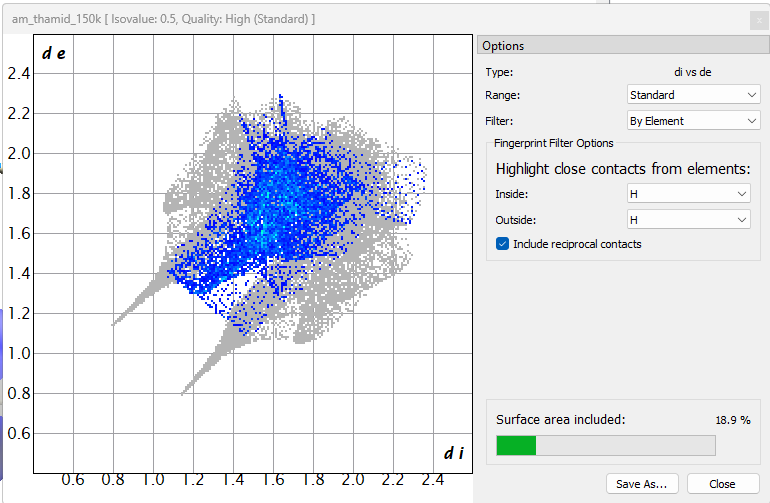 am_thamid_150k [ Isovalue: 0.5, Quality: High (Standard) ]
x
d e
2.4
2.2
2.0
1.8
1.6
1.4
1.2
1.0
0.8
0.6
d i
0.6 0.8 1.0 1.2 1.4 1.6 1.8 2.0 2.2 2.4
Options
Type: di vs de
Range: Standard
Filter: By Element
Fingerprint Filter Options
Highlight close contacts from elements:
Inside: H
Outside: H
Include reciprocal contacts
Surface area included: 18.9 %
Save As... Close